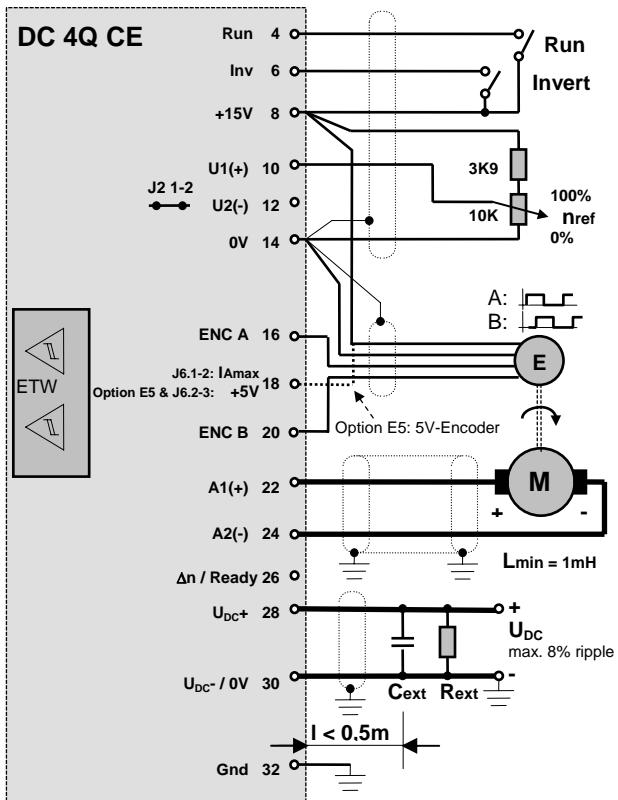 DC 4Q CE
Run 4
Run
Inv 6
Invert
+15V 8
3K9
U1(+) 10
J2 1-2
U2(-) 12
10K
100%
nref
0%
0V 14
A:
B:
ENC A 16
E
ETW
J6.1-2: IAmax
18
Option E5 & J6.2-3: +5V
Option E5: 5V-Encoder
ENC B 20
A1(+) 22
M
+ -
A2(-) 24
Lmin = 1mH
Δn / Ready 26
UDC+ 28
+
UDC
max. 8% ripple
UDC- / 0V 30
-
Cext Rext
l < 0,5m
Gnd 32